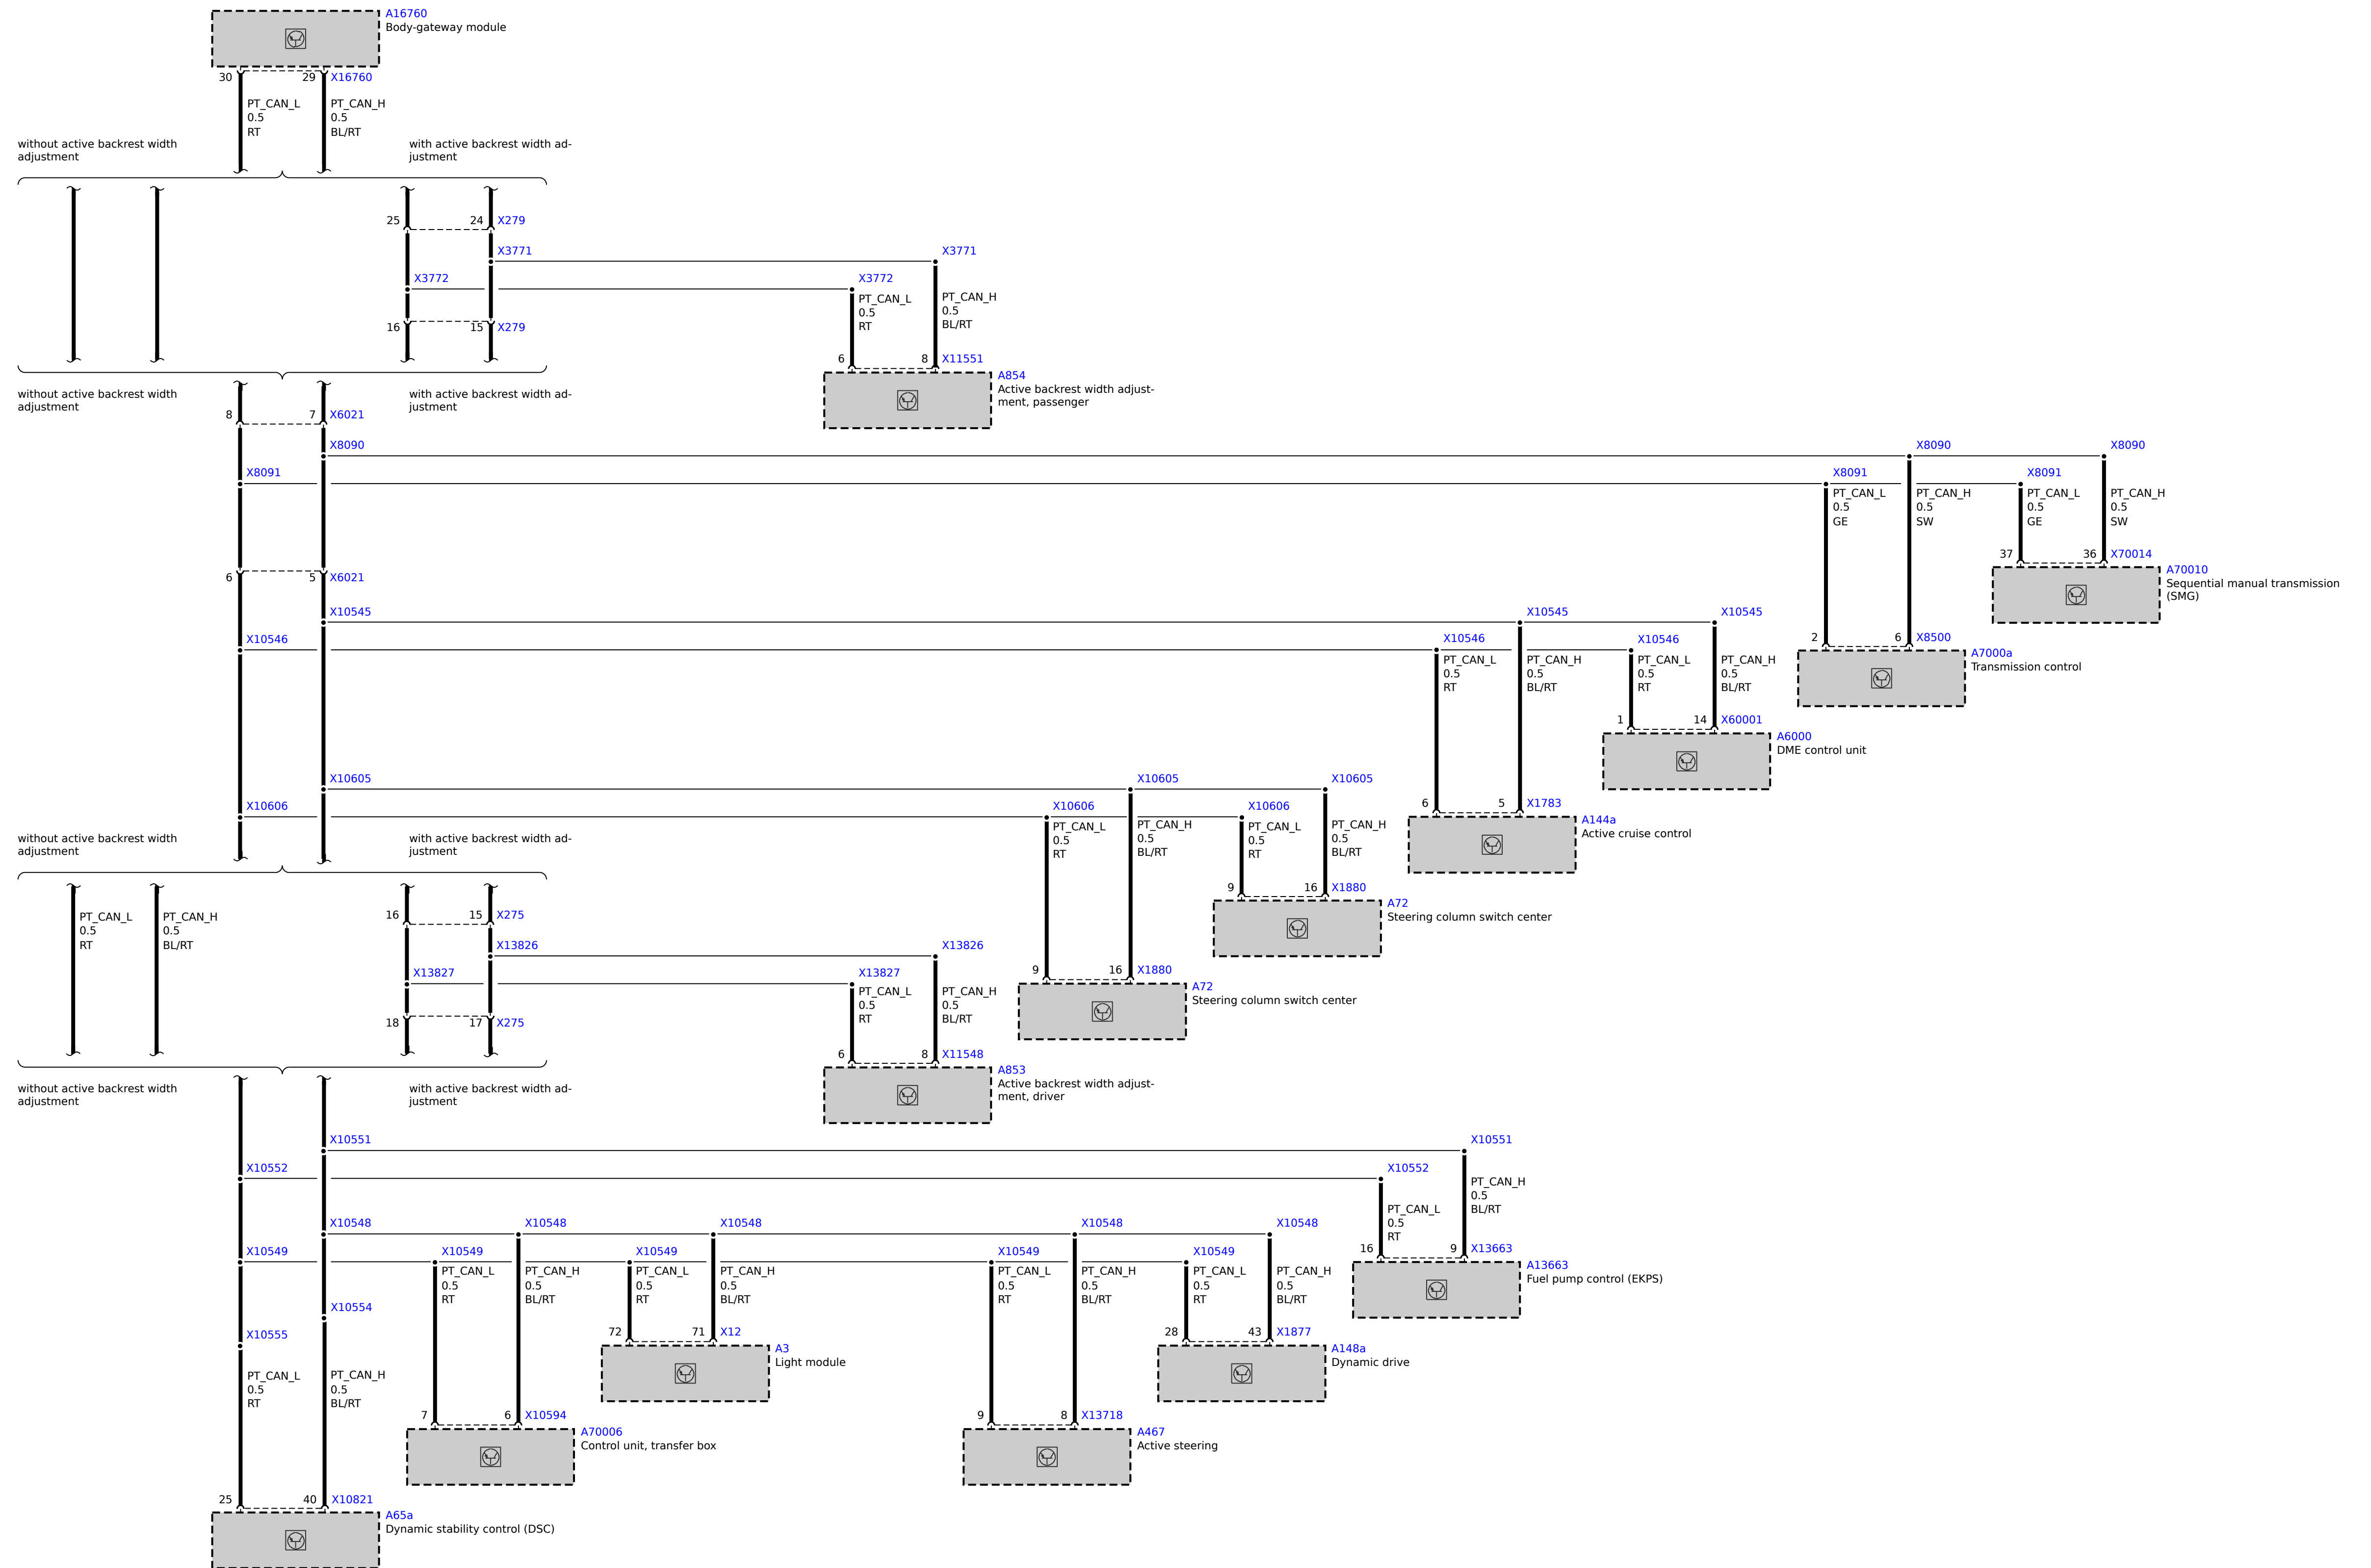 A16760
Body-gateway module
30
29
X16760
PT_CAN_L
0.5
RT
PT_CAN_H
0.5
BL/RT
without active backrest width
adjustment
with active backrest width ad-
justment
25
24
X279
X3771
X3771
X3772
X3772
PT_CAN_L
0.5
RT
PT_CAN_H
0.5
BL/RT
16
15
X279
6
8
X11551
A854
Active backrest width adjust-
ment, passenger
without active backrest width
adjustment
with active backrest width ad-
justment
8
7
X6021
X8090
X8090
X8090
X8091
X8091
X8091
PT_CAN_L
0.5
GE
PT_CAN_H
0.5
SW
PT_CAN_L
0.5
GE
PT_CAN_H
0.5
SW
37
36
X70014
A70010
Sequential manual transmission
(SMG)
6
5
X6021
X10545
X10545
X10545
2
6
X8500
A7000a
Transmission control
X10546
X10546
X10546
PT_CAN_L
0.5
RT
PT_CAN_H
0.5
BL/RT
PT_CAN_L
0.5
RT
PT_CAN_H
0.5
BL/RT
1
14
X60001
A6000
DME control unit
X10605
X10605
X10605
X10606
X10606
X10606
6
5
X1783
A144a
Active cruise control
PT_CAN_L
0.5
RT
PT_CAN_H
0.5
BL/RT
PT_CAN_L
0.5
RT
PT_CAN_H
0.5
BL/RT
without active backrest width
adjustment
with active backrest width ad-
justment
9
16
X1880
A72
Steering column switch center
PT_CAN_L
0.5
RT
PT_CAN_H
0.5
BL/RT
16
15
X275
X13826
X13826
X13827
X13827
9
16
X1880
A72
Steering column switch center
PT_CAN_L
0.5
RT
PT_CAN_H
0.5
BL/RT
18
17
X275
6
8
X11548
A853
Active backrest width adjust-
ment, driver
without active backrest width
adjustment
with active backrest width ad-
justment
X10551
X10551
X10552
X10552
PT_CAN_L
0.5
RT
PT_CAN_H
0.5
BL/RT
16
9
X13663
A13663
Fuel pump control (EKPS)
X10548
X10548
X10548
X10548
X10548
X10549
X10549
X10549
X10549
X10549
PT_CAN_L
0.5
RT
PT_CAN_H
0.5
BL/RT
PT_CAN_L
0.5
RT
PT_CAN_H
0.5
BL/RT
PT_CAN_L
0.5
RT
PT_CAN_H
0.5
BL/RT
PT_CAN_L
0.5
RT
PT_CAN_H
0.5
BL/RT
X10554
X10555
72
71
X12
A3
Light module
28
43
X1877
A148a
Dynamic drive
PT_CAN_L
0.5
RT
PT_CAN_H
0.5
BL/RT
7
6
X10594
A70006
Control unit, transfer box
9
8
X13718
A467
Active steering
25
40
X10821
A65a
Dynamic stability control (DSC)